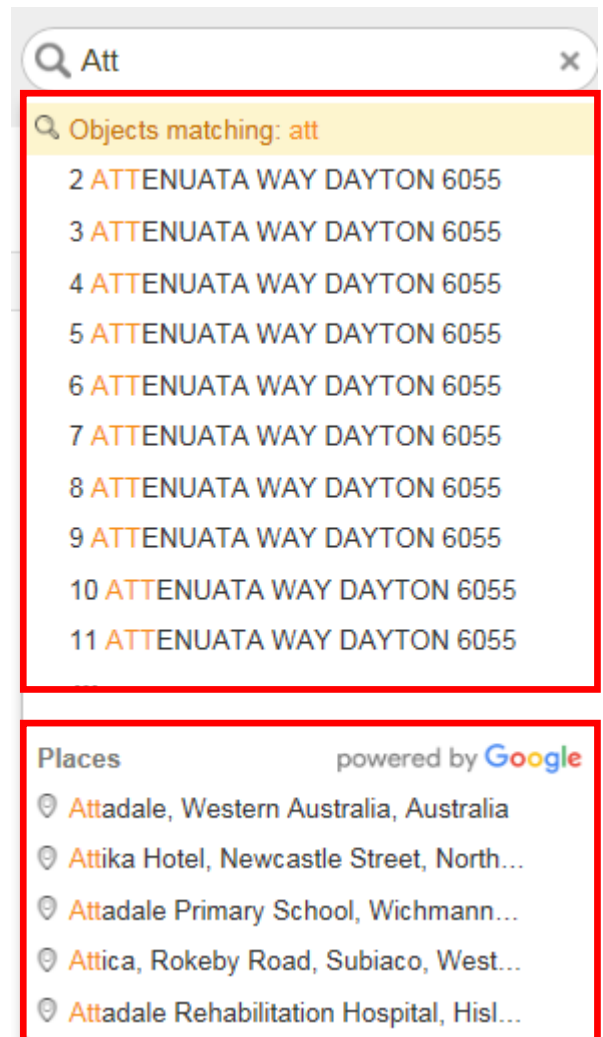 Att
Objects matching: att
2 ATTENUATA WAY DAYTON 6055
3 ATTENUATA WAY DAYTON 6055
4 ATTENUATA WAY DAYTON 6055
5 ATTENUATA WAY DAYTON 6055
6 ATTENUATA WAY DAYTON 6055
7 ATTENUATA WAY DAYTON 6055
8 ATTENUATA WAY DAYTON 6055
9 ATTENUATA WAY DAYTON 6055
10 ATTENUATA WAY DAYTON 6055
11 ATTENUATA WAY DAYTON 6055
...
Places powered by Google
Attadale, Western Australia, Australia
Attika Hotel, Newcastle Street, North...
Attadale Primary School, Wichmann...
Attica, Rokeby Road, Subiaco, West...
Attadale Rehabilitation Hospital, Hisl...